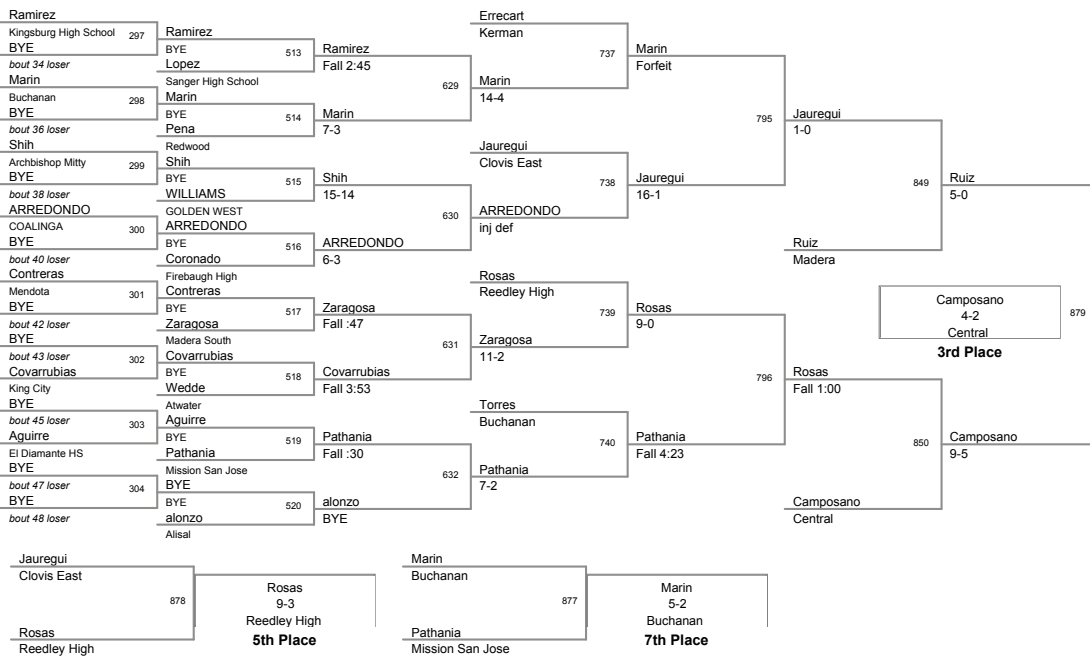 Ramirez
Kingsburg High School
297
BYE
bout 34 loser
Marin
Buchanan
298
BYE
bout 36 loser
Shih
Archbishop Mitty
299
BYE
bout 38 loser
ARREDONDO
COALINGA
300
BYE
bout 40 loser
Contreras
Mendota
301
BYE
bout 42 loser
BYE
bout 43 loser
302
Covarrubias
King City
BYE
bout 45 loser
303
Aguirre
El Diamante HS
BYE
bout 47 loser
304
BYE
bout 48 loser
Ramirez
BYE
513
Lopez
Sanger High School
Marin
BYE
514
Pena
Redwood
Shih
BYE
515
WILLIAMS
GOLDEN WEST
ARREDONDO
BYE
516
Coronado
Firebaugh High
Contreras
BYE
517
Zaragosa
Madera South
Covarrubias
BYE
518
Wedde
Atwater
Aguirre
BYE
519
Pathania
Mission San Jose
BYE
BYE
520
alonzo
Alisal
Ramirez
Fall 2:45
629
Marin
7-3
Shih
15-14
630
ARREDONDO
6-3
Zaragosa
Fall :47
631
Covarrubias
Fall 3:53
Pathania
Fall :30
632
alonzo
BYE
Errecart
Kerman
737
Marin
14-4
Jauregui
Clovis East
738
ARREDONDO
inj def
Rosas
Reedley High
739
Zaragosa
11-2
Torres
Buchanan
740
Pathania
7-2
Marin
Forfeit
795
Jauregui
16-1
Rosas
9-0
796
Pathania
Fall 4:23
Jauregui
1-0
849
Ruiz
Madera
Rosas
Fall 1:00
850
Camposano
Central
Ruiz
5-0
Camposano
4-2
Central
879
3rd Place
Camposano
9-5
Jauregui
Clovis East
878
Rosas
Reedley High
Rosas
9-3
Reedley High
5th Place
Marin
Buchanan
877
Pathania
Mission San Jose
Marin
5-2
Buchanan
7th Place